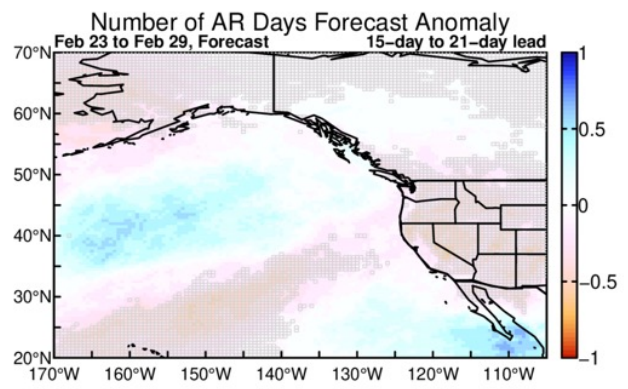 Number of AR Days Forecast Anomaly
Feb 23 to Feb 29, Forecast 15-day to 21-day lead
70°N
60°N
50°N
40°N
30°N
20°N
170°W 160°W 150°W 140°W 130°W 120°W 110°W
1
0.5
0
−0.5
−1